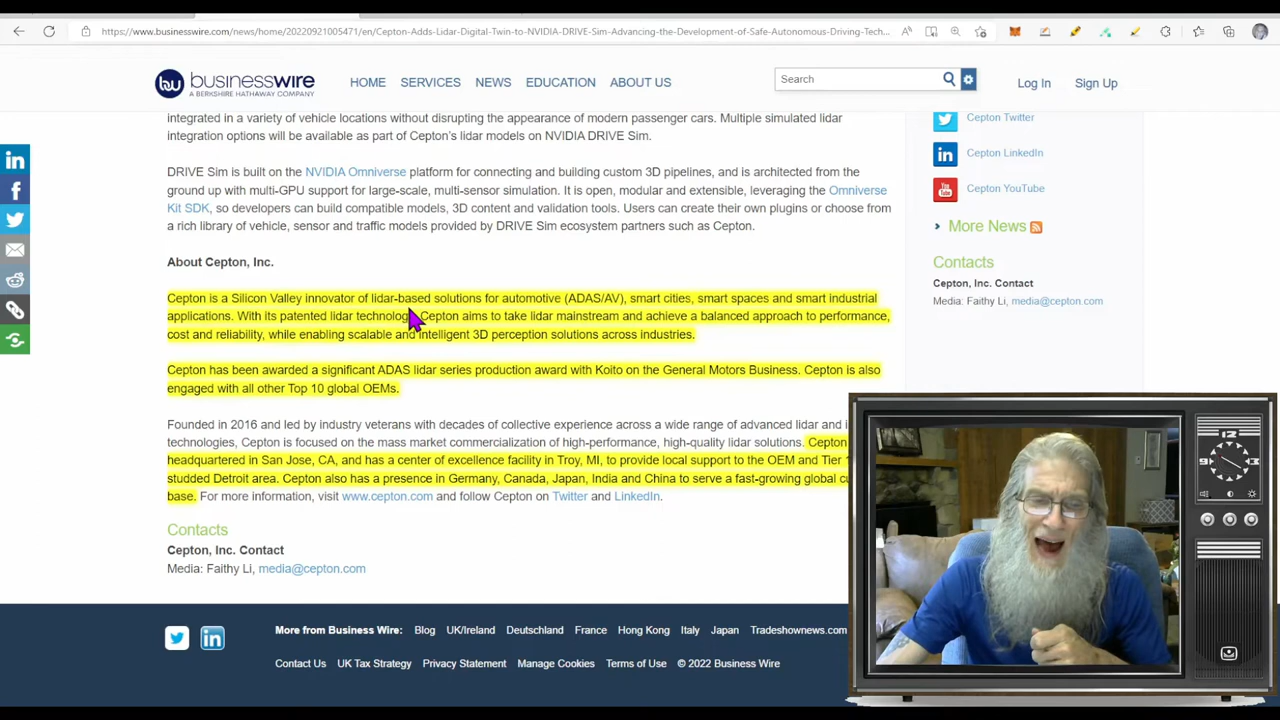 https://www.businesswire.com/news/home/20220921005471/en/Cepton-Adds-Lidar-Digital-Twin-to-NVIDIA-DRIVE-Sim-Advancing-the-Development-of-Safe-Autonomous-Driving-Tech...
businesswire
A BERKSHIRE HATHAWAY COMPANY
HOME SERVICES NEWS EDUCATION ABOUT US
Search
Log In Sign Up
integrated in a variety of vehicle locations without disrupting the appearance of modern passenger cars. Multiple simulated lidar
integration options will be available as part of Cepton's lidar models on NVIDIA DRIVE Sim.
DRIVE Sim is built on the NVIDIA Omniverse platform for connecting and building custom 3D pipelines, and is architected from the
ground up with multi-GPU support for large-scale, multi-sensor simulation. It is open, modular and extensible, leveraging the Omniverse
Kit SDK, so developers can build compatible models, 3D content and validation tools. Users can create their own plugins or choose from
a rich library of vehicle, sensor and traffic models provided by DRIVE Sim ecosystem partners such as Cepton.
About Cepton, Inc.
Cepton is a Silicon Valley innovator of lidar-based solutions for automotive (ADAS/AV), smart cities, smart spaces and smart industrial
applications. With its patented lidar technology, Cepton aims to take lidar mainstream and achieve a balanced approach to performance,
cost and reliability, while enabling scalable and intelligent 3D perception solutions across industries.
Cepton has been awarded a significant ADAS lidar series production award with Koito on the General Motors Business. Cepton is also
engaged with all other Top 10 global OEMs.
Founded in 2016 and led by industry veterans with decades of collective experience across a wide range of advanced lidar and
technologies, Cepton is focused on the mass market commercialization of high-performance, high-quality lidar solutions. Cepton
headquartered in San Jose, CA, and has a center of excellence facility in Troy, MI, to provide local support to the OEM and Tier
studded Detroit area. Cepton also has a presence in Germany, Canada, Japan, India and China to serve a fast-growing global
base. For more information, visit www.cepton.com and follow Cepton on Twitter and LinkedIn.
Contacts
Cepton, Inc. Contact
Media: Faithy Li, media@cepton.com
Cepton Twitter
Cepton LinkedIn
Cepton YouTube
More News
Contacts
Cepton, Inc. Contact
Media: Faithy Li, media@cepton.com
More from Business Wire: Blog UK/Ireland Deutschland France Hong Kong Italy Japan Tradeshownews.com
Contact Us UK Tax Strategy Privacy Statement Manage Cookies Terms of Use © 2022 Business Wire
12
9 3